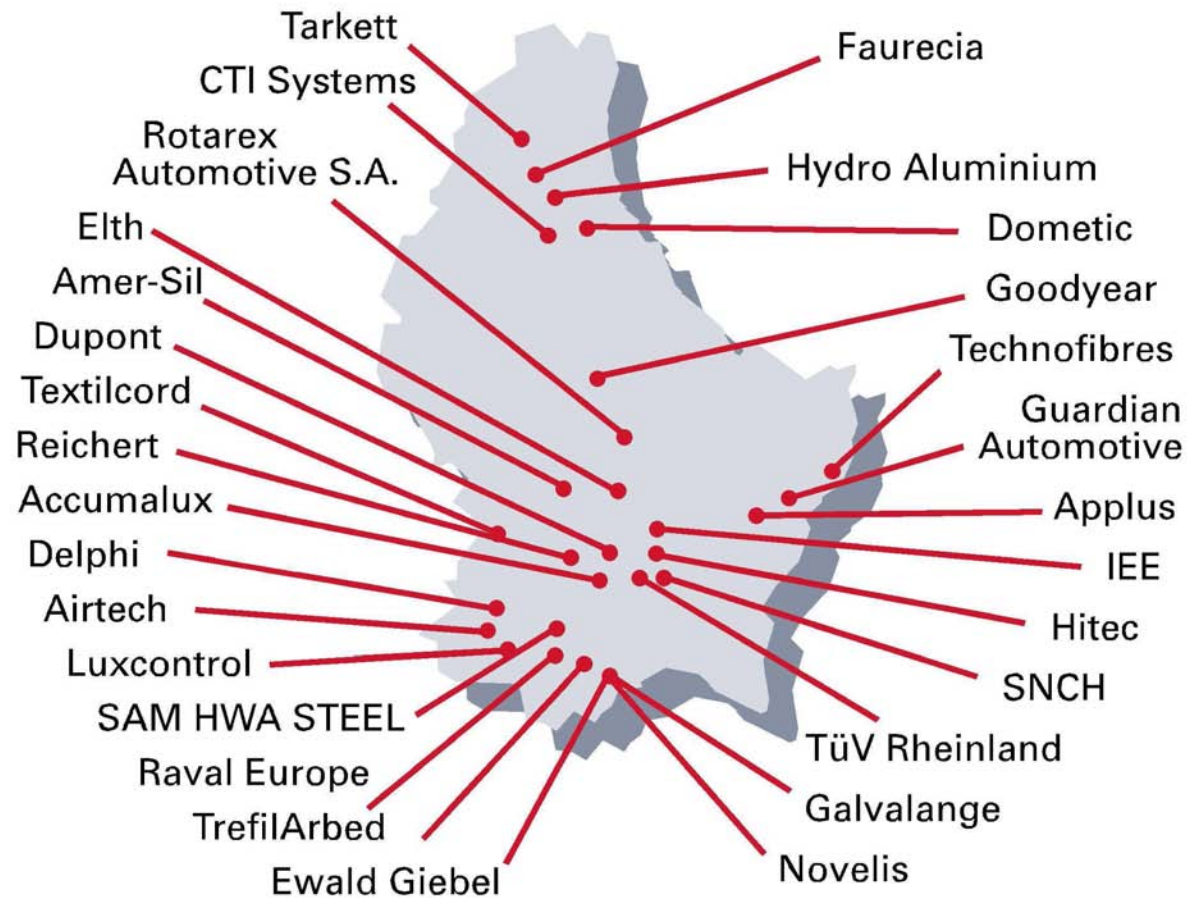 Tarkett
CTI Systems
Rotarex
Automotive S.A.
Elth
Amer-Sil
Dupont
Textilcord
Reichert
Accumalux
Delphi
Airtech
Luxcontrol
SAM HWA STEEL
Raval Europe
TrefilArbed
Ewald Giebel
Faurecia
Hydro Aluminium
Dometic
Goodyear
Technofibres
Guardian
Automotive
Applus
IEE
Hitec
SNCH
TüV Rheinland
Galvalange
Novelis